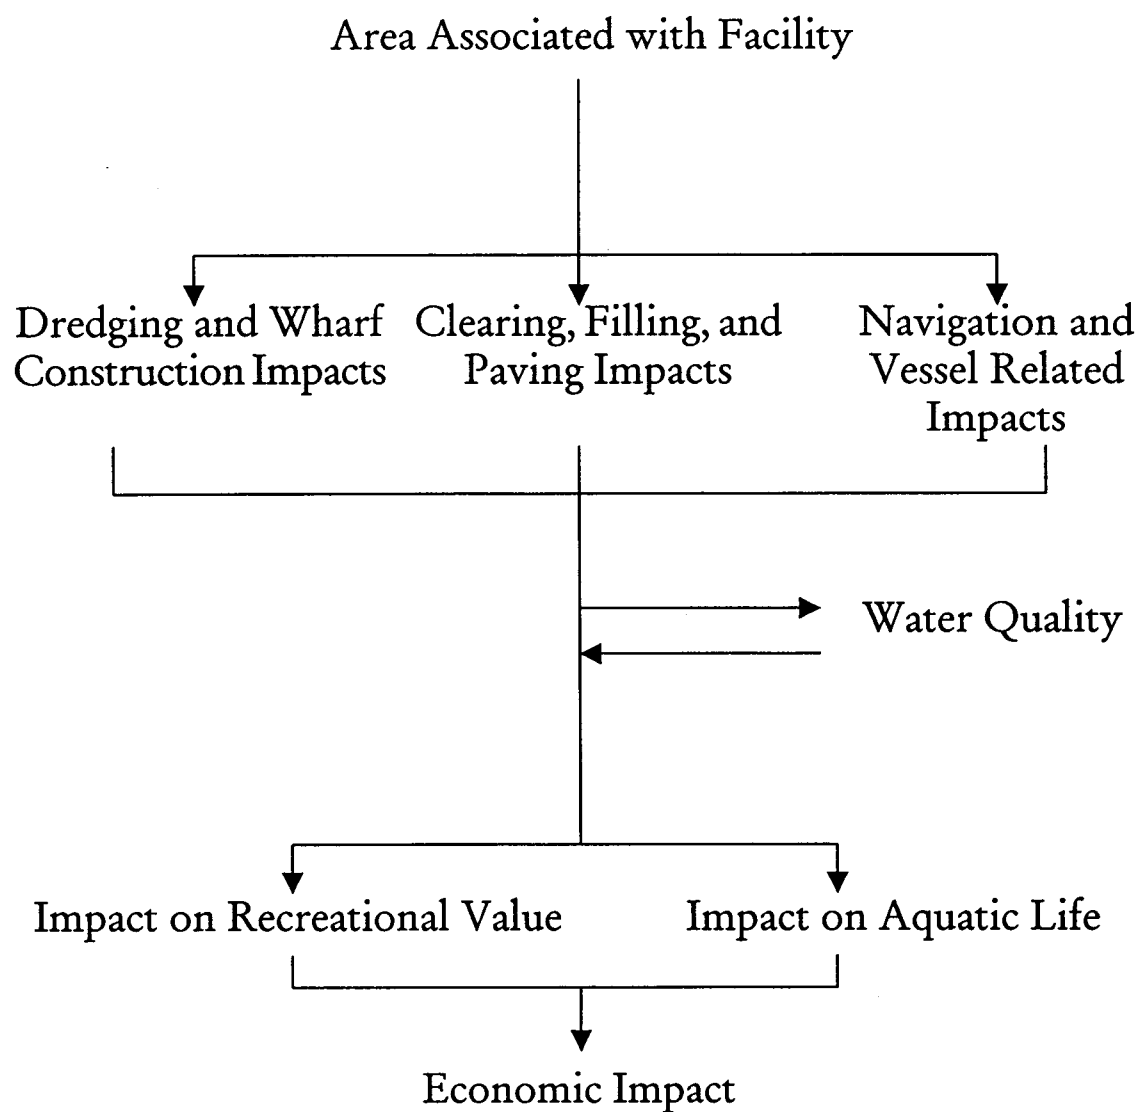 Area Associated with Facility
Dredging and Wharf
Construction Impacts
Clearing, Filling, and
Paving Impacts
Navigation and
Vessel Related
Impacts
Water Quality
Impact on Recreational Value
Impact on Aquatic Life
Economic Impact